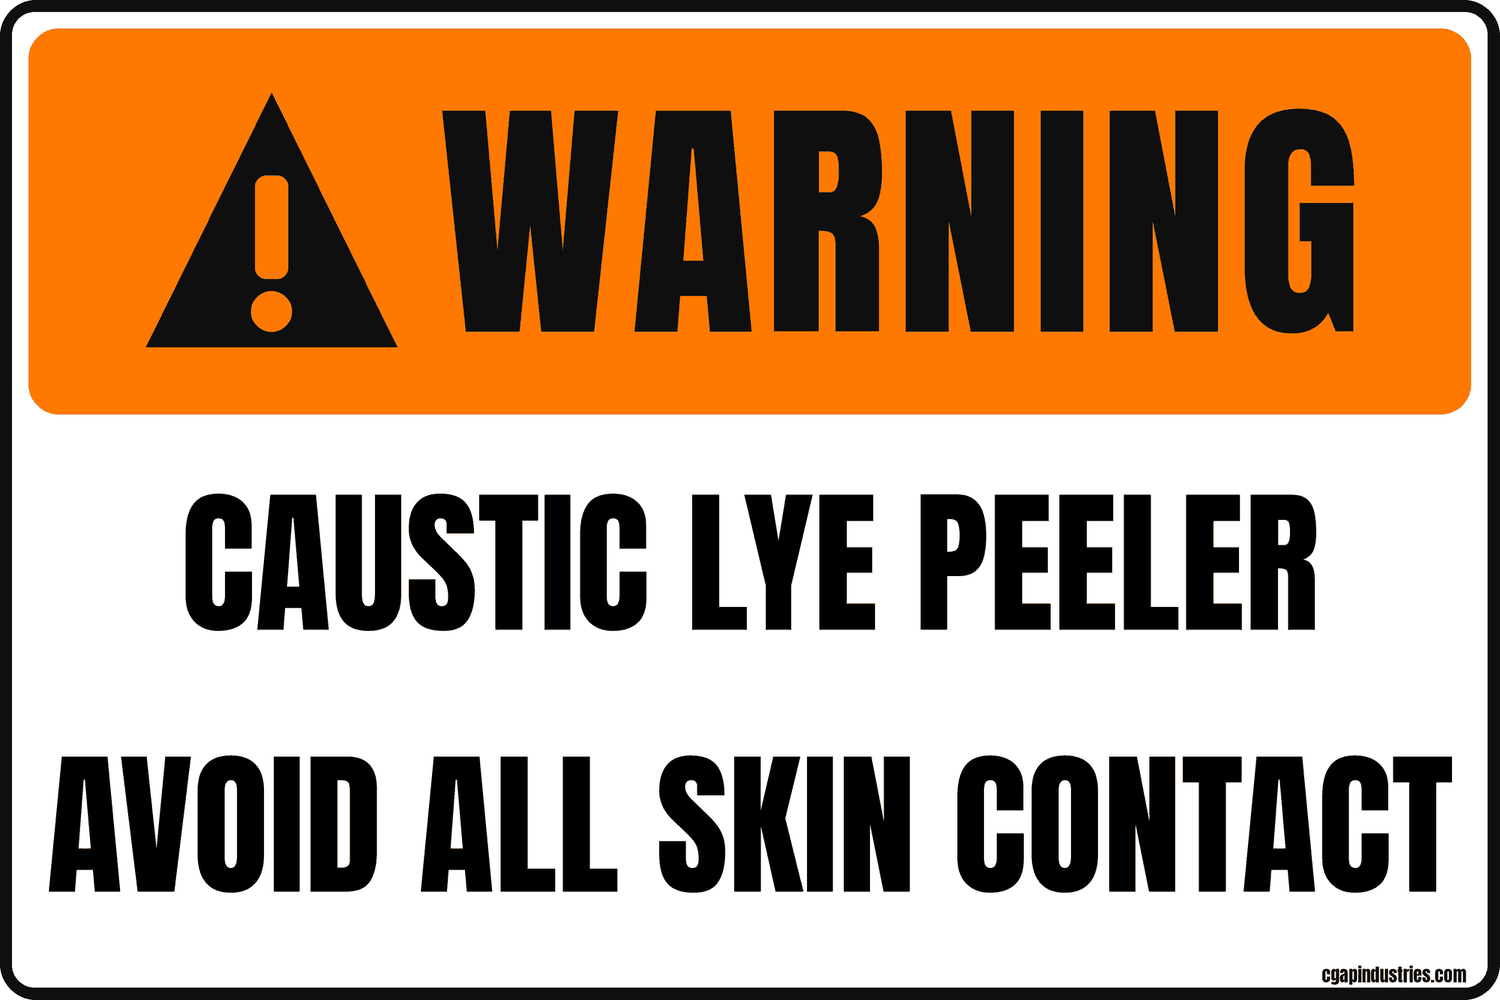 WARNING
CAUSTIC LYE PEELER
AVOID ALL SKIN CONTACT
cgapindustries.com